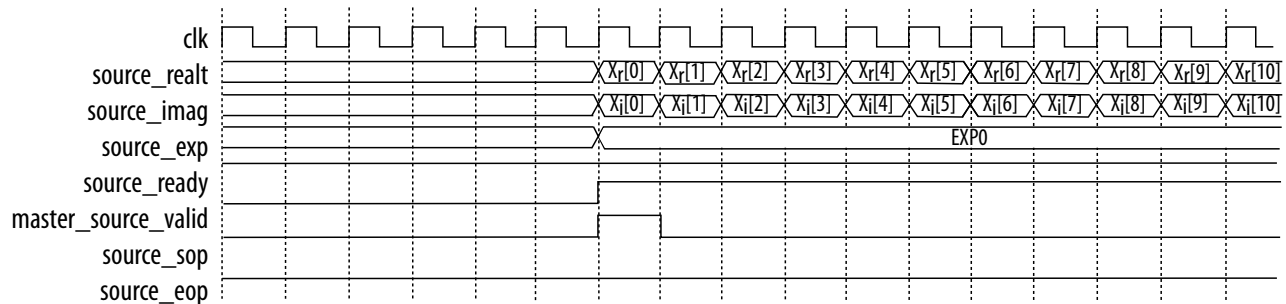 clk
source_realt Xr[0] Xr[1] Xr[2] Xr[3] Xr[4] Xr[5] Xr[6] Xr[7] Xr[8] Xr[9] Xr[10]
source_imag Xi[0] Xi[1] Xi[2] Xi[3] Xi[4] Xi[5] Xi[6] Xi[7] Xi[8] Xi[9] Xi[10]
source_exp EXP0
source_ready
master_source_valid
source_sop
source_eop